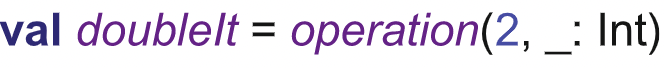 val doubleIt = operation(2, _: Int)